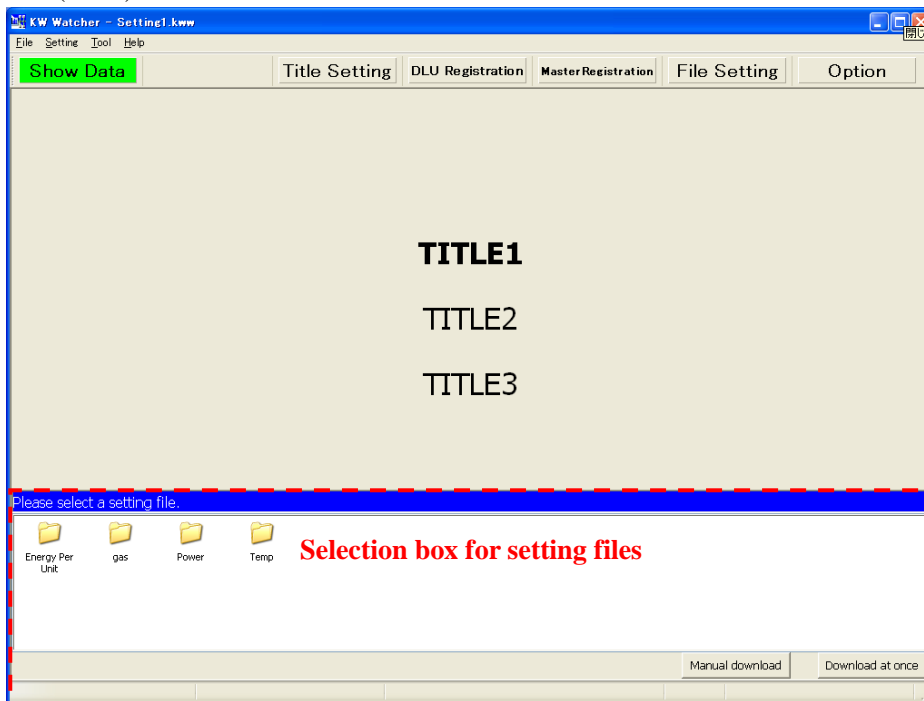 KW Watcher - Setting1.kww
File Setting Tool Help
Show Data Title Setting DLU Registration MasterRegistration File Setting Option
TITLE1
TITLE2
TITLE3
Please select a setting file.
Energy Per Unit gas Power Temp
Selection box for setting files
Manual download Download at once